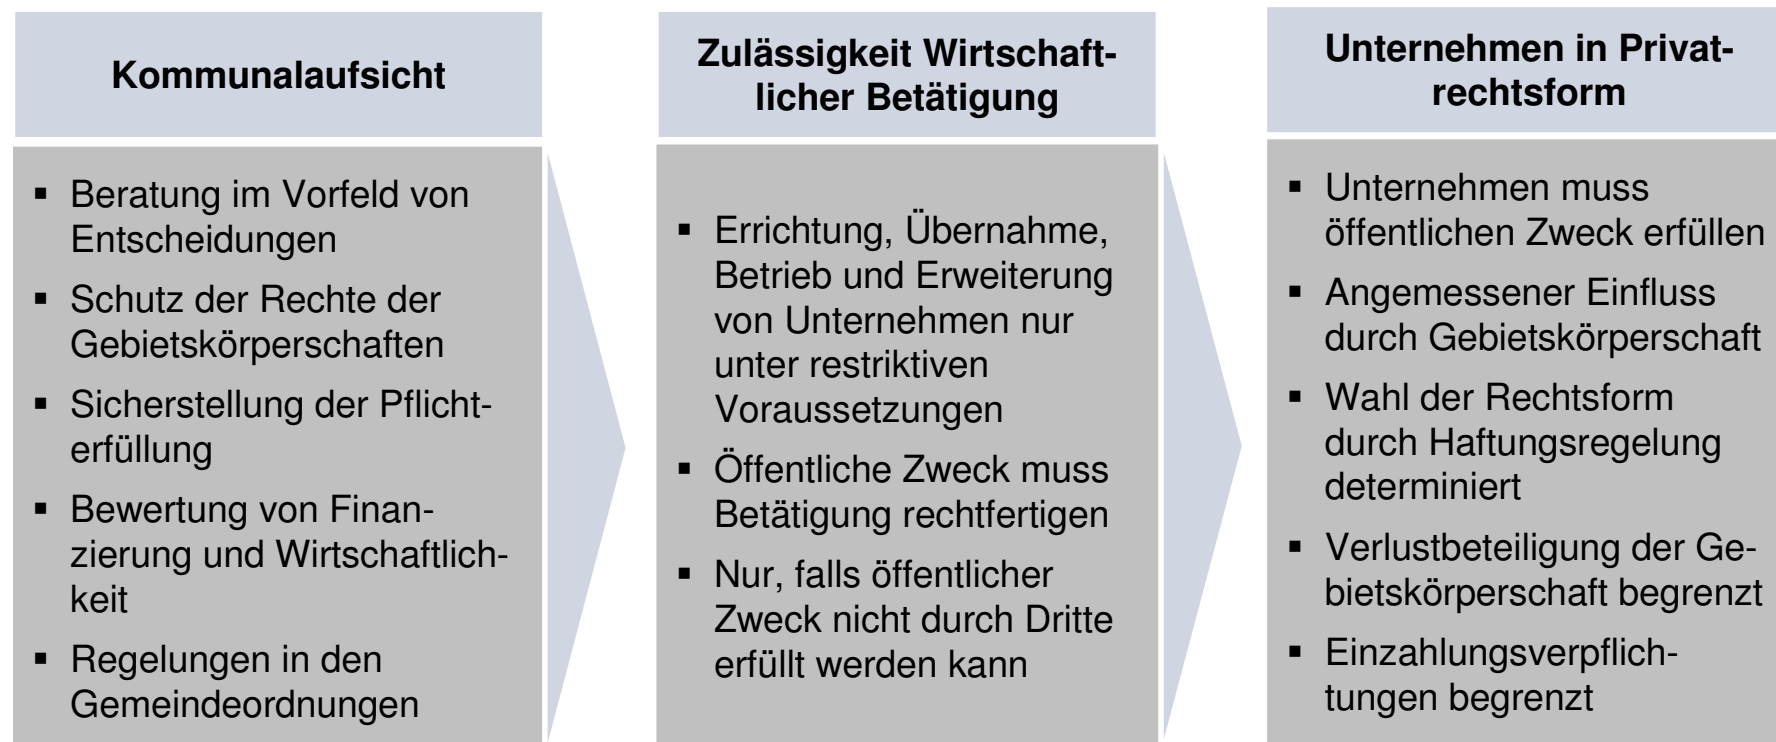 Kommunalaufsicht
▪ Beratung im Vorfeld von
Entscheidungen
▪ Schutz der Rechte der
Gebietskörperschaften
▪ Sicherstellung der Pflicht-
erfüllung
▪ Bewertung von Finan-
zierung und Wirtschaftlich-
keit
▪ Regelungen in den
Gemeindeordnungen
Zulässigkeit Wirtschaft-
licher Betätigung
▪ Errichtung, Übernahme,
Betrieb und Erweiterung
von Unternehmen nur
unter restriktiven
Voraussetzungen
▪ Öffentliche Zweck muss
Betätigung rechtfertigen
▪ Nur, falls öffentlicher
Zweck nicht durch Dritte
erfüllt werden kann
Unternehmen in Privat-
rechtsform
▪ Unternehmen muss
öffentlichen Zweck erfüllen
▪ Angemessener Einfluss
durch Gebietskörperschaft
▪ Wahl der Rechtsform
durch Haftungsregelung
determiniert
▪ Verlustbeteiligung der Ge-
bietskörperschaft begrenzt
▪ Einzahlungsverpflich-
tungen begrenzt